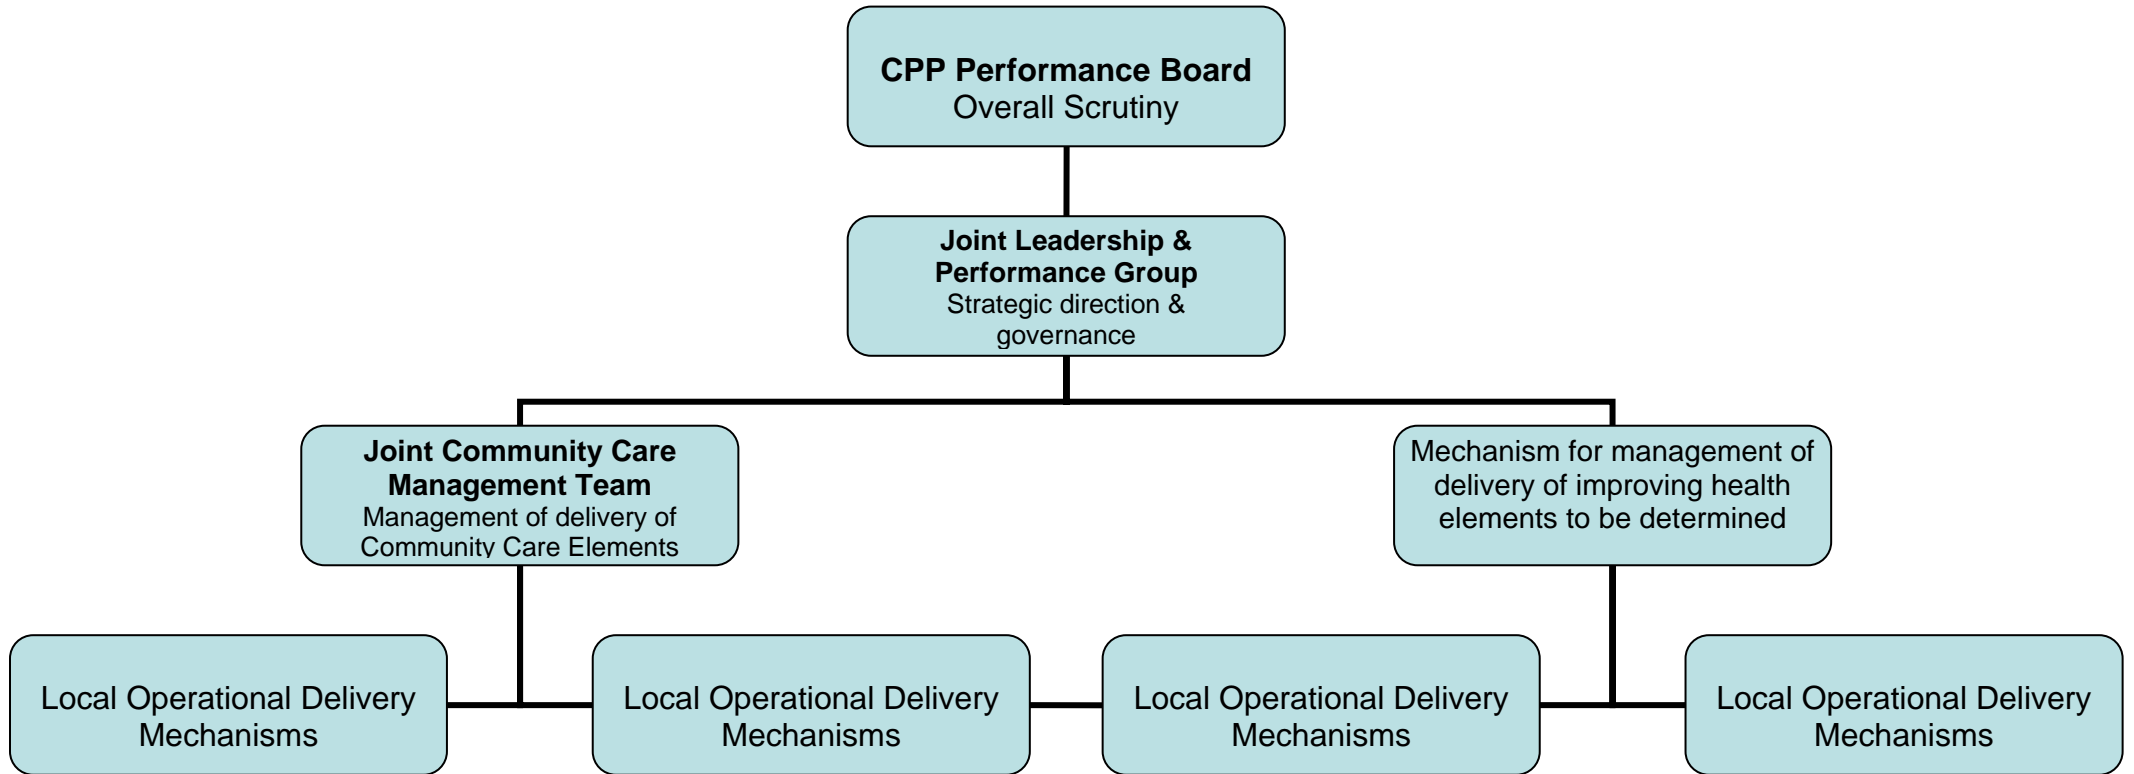 CPP Performance Board
Overall Scrutiny
Joint Leadership &
Performance Group
Strategic direction &
governance
Joint Community Care
Management Team
Management of delivery of
Community Care Elements
Mechanism for management of
delivery of improving health
elements to be determined
Local Operational Delivery
Mechanisms
Local Operational Delivery
Mechanisms
Local Operational Delivery
Mechanisms
Local Operational Delivery
Mechanisms